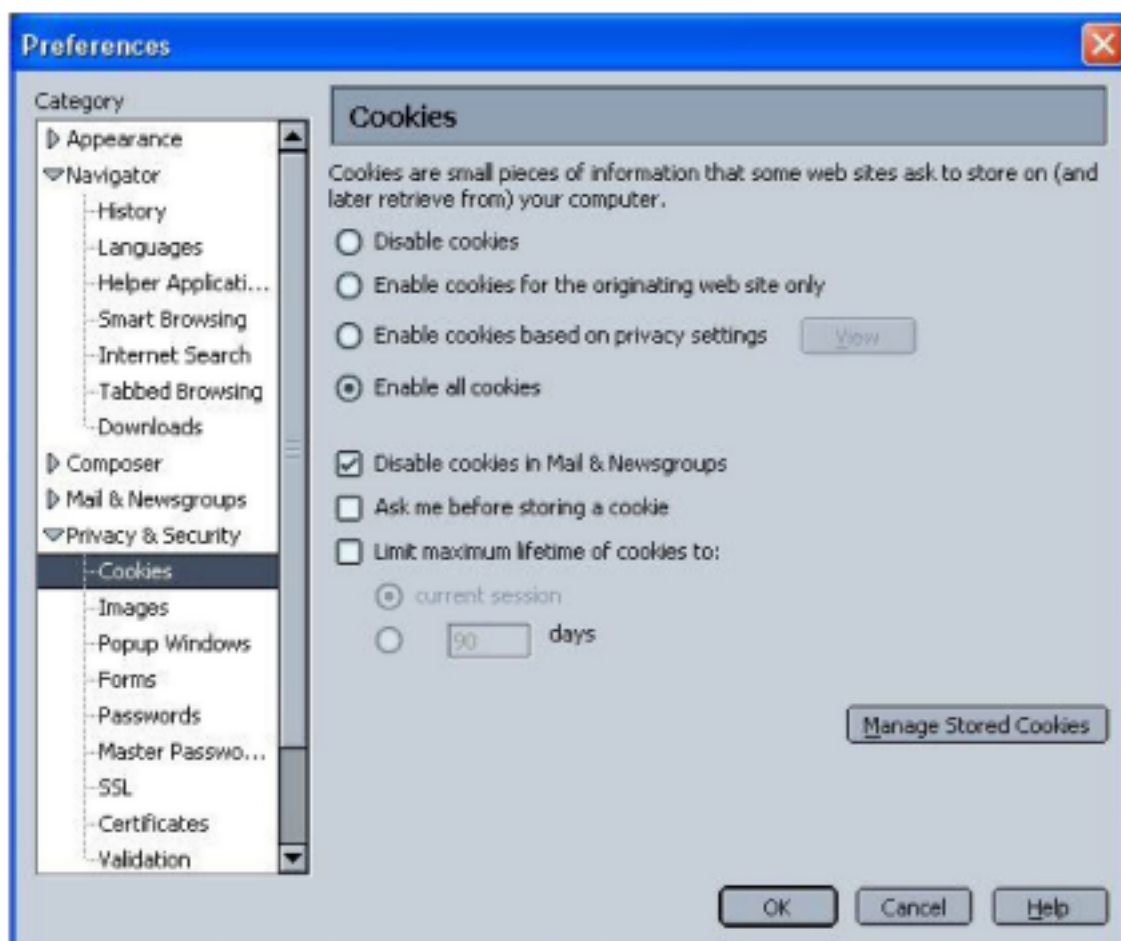 Preferences
Category
Appearance
Navigator
History
Languages
Helper Applicati...
Smart Browsing
Internet Search
Tabbed Browsing
Downloads
Composer
Mail & Newsgroups
Privacy & Security
Cookies
Images
Popup Windows
Forms
Passwords
Master Passwo...
SSL
Certificates
Validation
Cookies
Cookies are small pieces of information that some web sites ask to store on (and
later retrieve from) your computer.
Disable cookies
Enable cookies for the originating web site only
Enable cookies based on privacy settings View
Enable all cookies
Disable cookies in Mail & Newsgroups
Ask me before storing a cookie
Limit maximum lifetime of cookies to:
current session
90 days
Manage Stored Cookies
OK Cancel Help